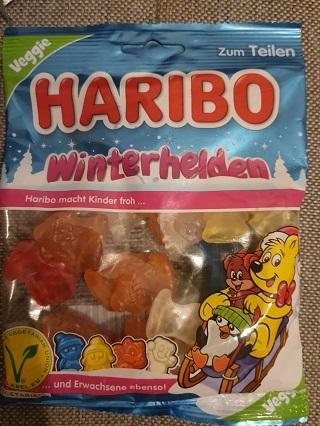 Veggie
Zum Teilen
HARIBO
Winterhelden
Haribo macht Kinder froh ...
... und Erwachsene ebenso!
Veggie